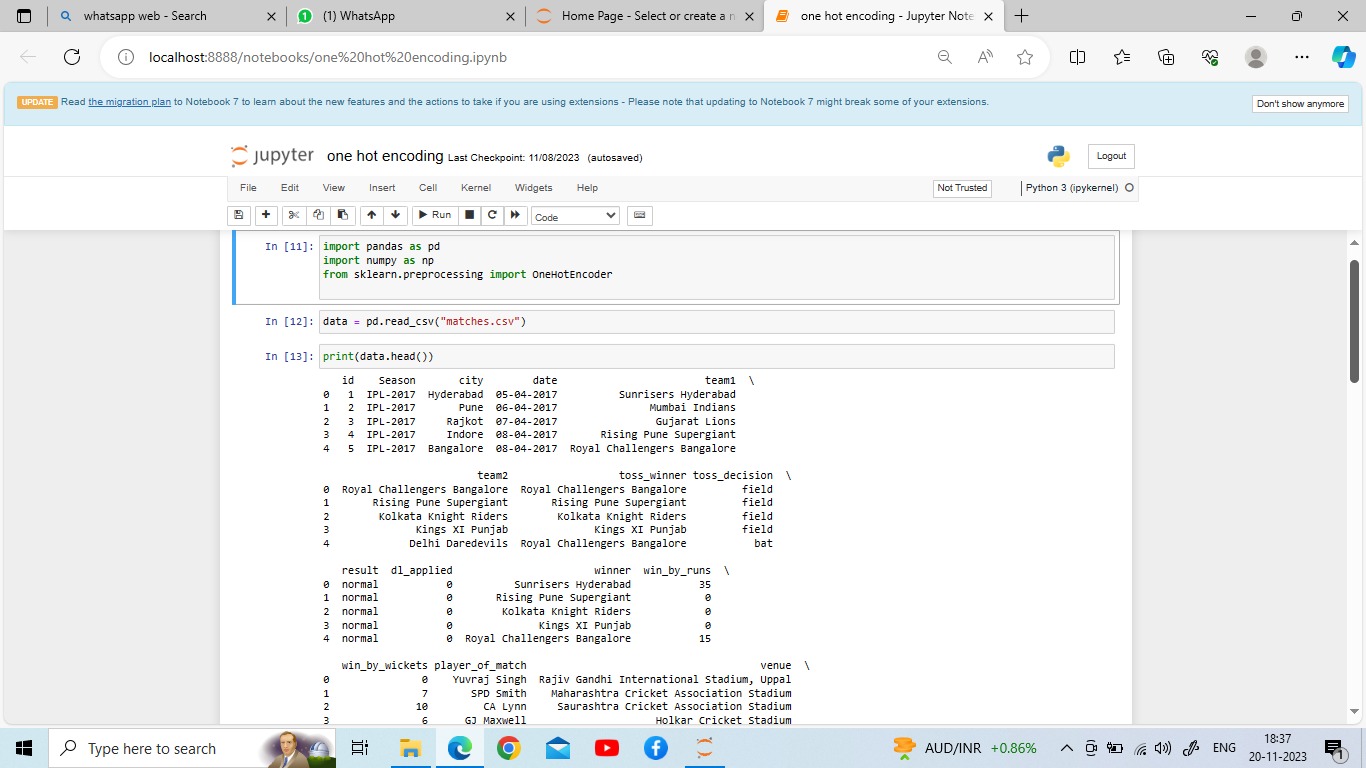 whatsapp web - Search
(1) WhatsApp
Home Page - Select or create a n
one hot encoding - Jupyter Note
localhost:8888/notebooks/one%20hot%20encoding.ipynb
UPDATE Read the migration plan to Notebook 7 to learn about the new features and the actions to take if you are using extensions - Please note that updating to Notebook 7 might break some of your extensions.
Don't show anymore
jupyter one hot encoding Last Checkpoint: 11/08/2023 (autosaved)
Logout
File Edit View Insert Cell Kernel Widgets Help
Not Trusted
Python 3 (ipykernel)
Run
Code
In [11]: import pandas as pd
import numpy as np
from sklearn.preprocessing import OneHotEncoder
In [12]: data = pd.read_csv("matches.csv")
In [13]: print(data.head())
id Season city date team1 \
0 1 IPL-2017 Hyderabad 05-04-2017 Sunrisers Hyderabad
1 2 IPL-2017 Pune 06-04-2017 Mumbai Indians
2 3 IPL-2017 Rajkot 07-04-2017 Gujarat Lions
3 4 IPL-2017 Indore 08-04-2017 Rising Pune Supergiant
4 5 IPL-2017 Bangalore 08-04-2017 Royal Challengers Bangalore
team2 toss_winner toss_decision \
0 Royal Challengers Bangalore Royal Challengers Bangalore field
1 Rising Pune Supergiant Rising Pune Supergiant field
2 Kolkata Knight Riders Kolkata Knight Riders field
3 Kings XI Punjab Kings XI Punjab field
4 Delhi Daredevils Royal Challengers Bangalore bat
result dl_applied winner win_by_runs \
0 normal 0 Sunrisers Hyderabad 35
1 normal 0 Rising Pune Supergiant 0
2 normal 0 Kolkata Knight Riders 0
3 normal 0 Kings XI Punjab 0
4 normal 0 Royal Challengers Bangalore 15
win_by_wickets player_of_match venue \
0 0 Yuvraj Singh Rajiv Gandhi International Stadium, Uppal
1 7 SPD Smith Maharashtra Cricket Association Stadium
2 10 CA Lynn Saurashtra Cricket Association Stadium
3 6 GJ Maxwell Holkar Cricket Stadium
Type here to search
AUD/INR +0.86%
ENG
18:37
20-11-2023
1